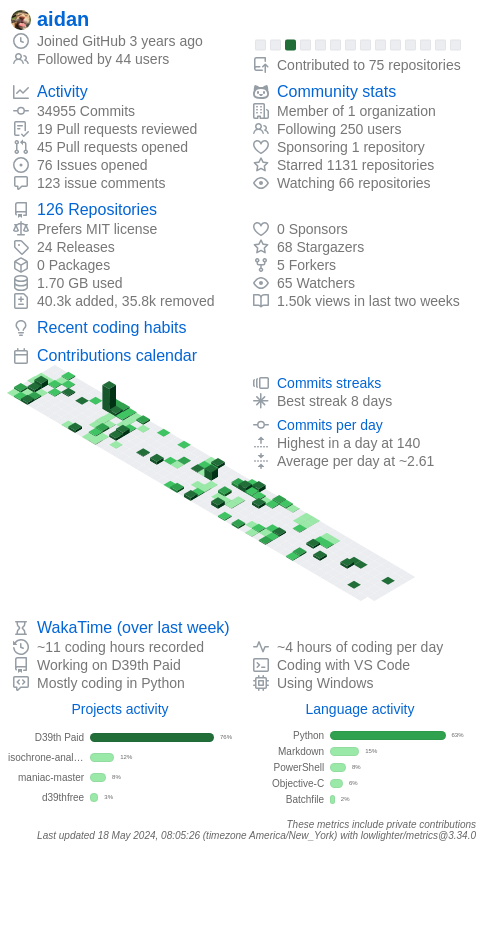 aidan
Joined GitHub 3 years ago
Followed by 44 users
Contributed to 75 repositories
Activity
34955 Commits
19 Pull requests reviewed
45 Pull requests opened
76 Issues opened
123 issue comments
Community stats
Member of 1 organization
Following 250 users
Sponsoring 1 repository
Starred 1131 repositories
Watching 66 repositories
126 Repositories
Prefers MIT license
24 Releases
0 Packages
1.70 GB used
40.3k added, 35.8k removed
0 Sponsors
68 Stargazers
5 Forkers
65 Watchers
1.50k views in last two weeks
Recent coding habits
Contributions calendar
Commits streaks
Best streak 8 days
Commits per day
Highest in a day at 140
Average per day at ~2.61
WakaTime (over last week)
~11 coding hours recorded
Working on D39th Paid
Mostly coding in Python
~4 hours of coding per day
Coding with VS Code
Using Windows
Projects activity
D39th Paid 76%
isochrone-anal... 12%
maniac-master 8%
d39thfree 3%
Language activity
Python 63%
Markdown 15%
PowerShell 8%
Objective-C 6%
Batchfile 2%
These metrics include private contributions
Last updated 18 May 2024, 08:05:26 (timezone America/New_York) with lowlighter/metrics@3.34.0